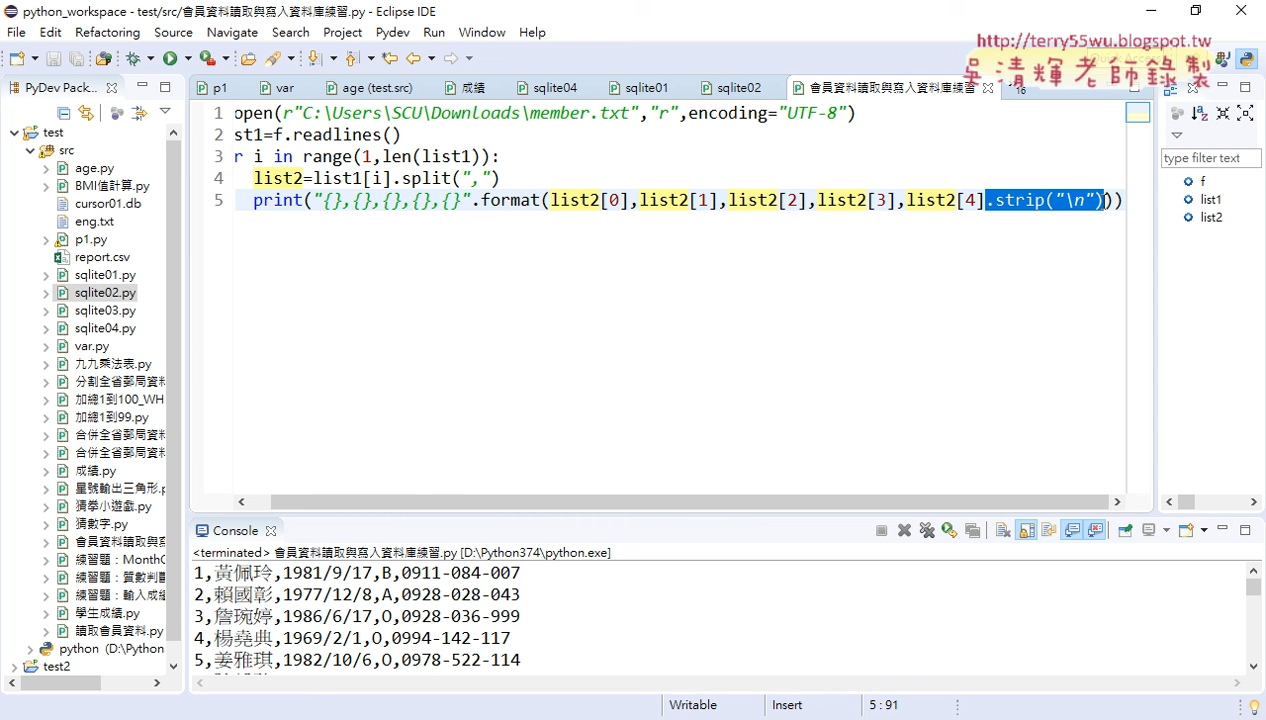 python_workspace - test/src/會員資料讀取與寫入資料庫練習.py - Eclipse IDE
File Edit Refactoring Source Navigate Search Project Pydev Run Window Help
http://terry55wu.blogspot.tw
吳清輝老師錄製
PyDev Pack...
p1 var age (test.src) 成績 sqlite04 sqlite01 sqlite02 會員資料讀取與寫入資料庫練習 16
test
src
age.py
BMI值計算.py
cursor01.db
eng.txt
p1.py
report.csv
sqlite01.py
sqlite02.py
sqlite03.py
sqlite04.py
var.py
九九乘法表.py
分割全省郵局資料
加總1到100_WH
加總1到99.py
合併全省郵局資料
合併全省郵局資料
成績.py
星號輸出三角形.p
猜拳小遊戲.py
猜數字.py
會員資料讀取與寫
練習題：MonthC
練習題：質數判斷
練習題：輸入成績
學生成績.py
讀取會員資料.py
python (D:\Python
test2
1 open(r"C:\Users\SCU\Downloads\member.txt","r",encoding="UTF-8")
2 st1=f.readlines()
3 r i in range(1,len(list1)):
4 list2=list1[i].split(",")
5 print("{},{},{},{},{}".format(list2[0],list2[1],list2[2],list2[3],list2[4].strip("\n")))
type filter text
f
list1
list2
Console
<terminated> 會員資料讀取與寫入資料庫練習.py [D:\Python374\python.exe]
1,黃佩玲,1981/9/17,B,0911-084-007
2,賴國彰,1977/12/8,A,0928-028-043
3,詹琬婷,1986/6/17,O,0928-036-999
4,楊堯典,1969/2/1,O,0994-142-117
5,姜雅琪,1982/10/6,O,0978-522-114
Writable Insert 5:91